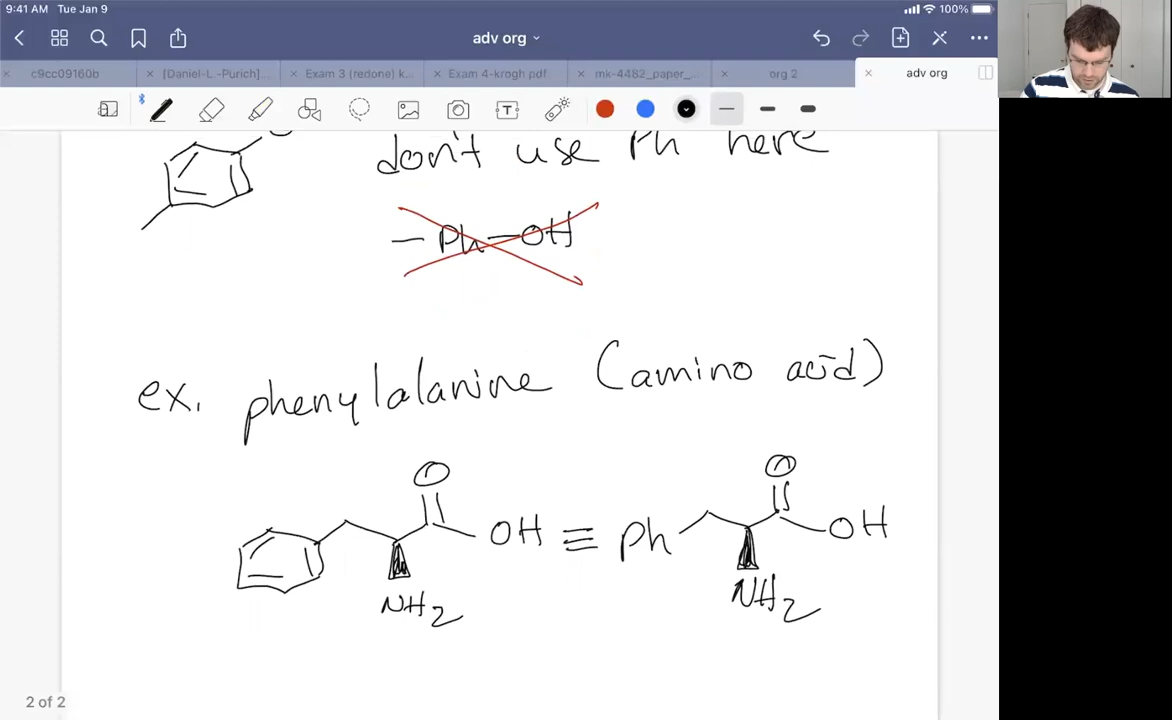 9:41 AM Tue Jan 9
100%
adv org
c9cc09160b
[Daniel-L.-Purich]...
Exam 3 (redone) k...
Exam 4-krogh pdf
mk-4482_paper_...
org 2
adv org
T
don't use Ph here
— Ph—OH
ex. phenylalanine (amino acid)
O
O
OH ≡ Ph
OH
NH2
NH2
2 of 2